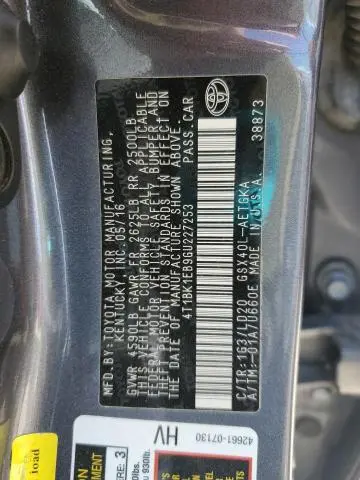 MFD. BY: TOYOTA MOTOR MANUFACTURING,
KENTUCKY, INC. 05/16
GVWR 4590LB GAWR FR 2625LB RR 2500LB
THIS VEHICLE CONFORMS TO ALL APPLICABLE
FEDERAL MOTOR VEHICLE SAFETY, BUMPER AND
THEFT PREVENTION STANDARDS IN EFFECT ON
THE DATE OF MANUFACTURE SHOWN ABOVE.
4T1BK1EB9GU227253 PASS.CAR
C/TR:1G3/LD20 GSX40L-AETGKA
A/TM:-01A/U660E U.S.A. 38873
42661-07130
HV
ioad